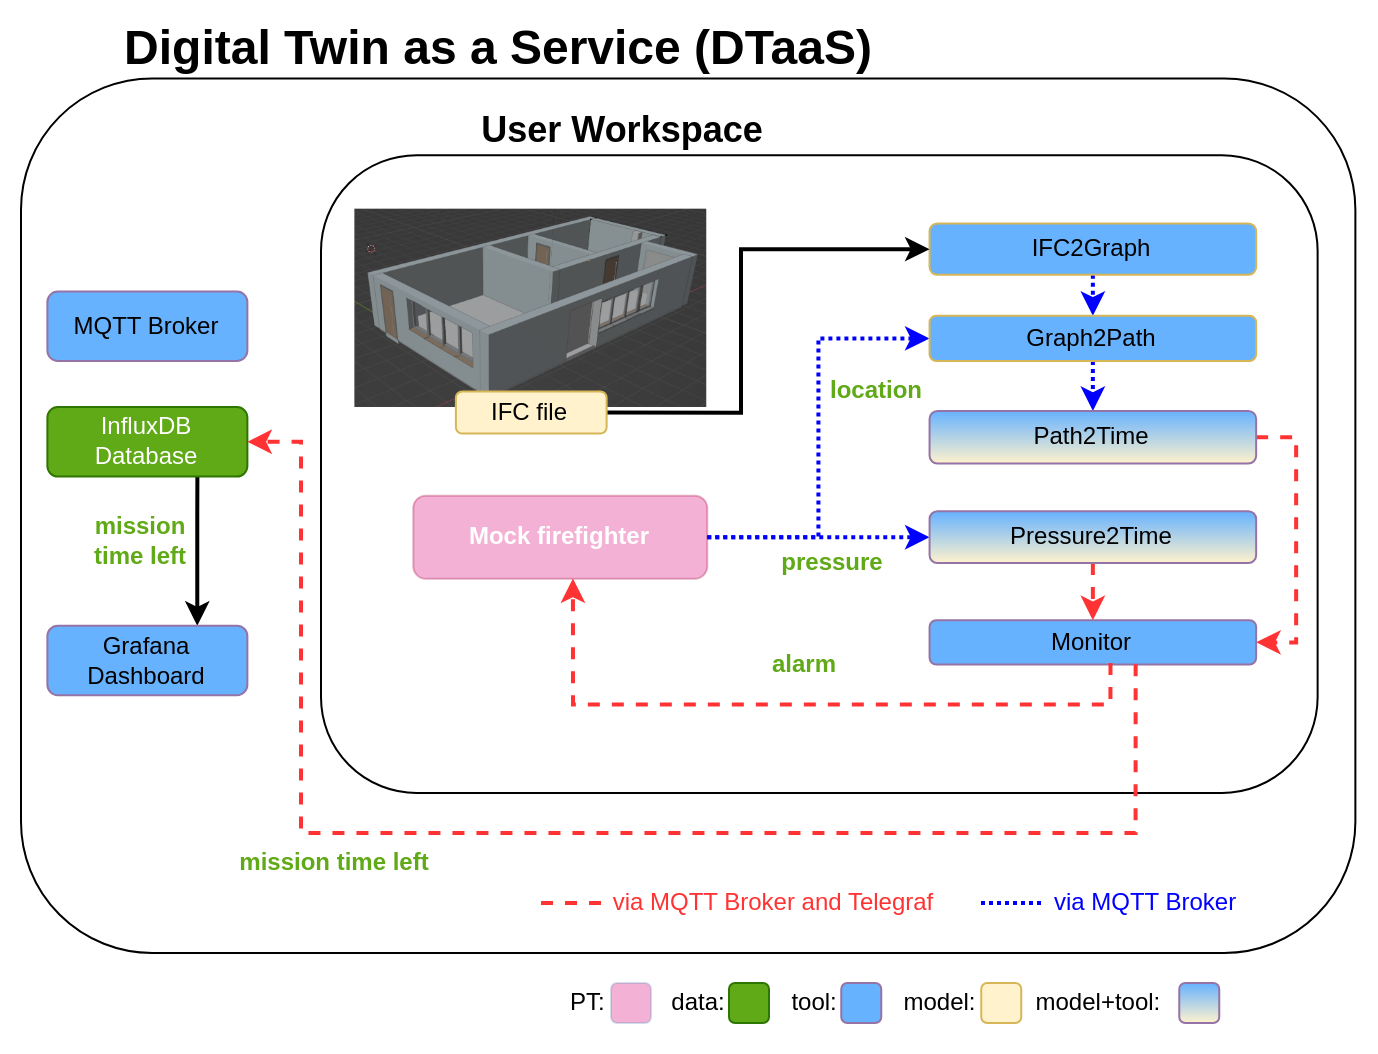 Digital Twin as a Service (DTaaS)
User Workspace
IFC2Graph
MQTT Broker
Graph2Path
location
IFC file
InfluxDB
Database
Path2Time
mission
time left
Mock firefighter
Pressure2Time
pressure
Grafana
Dashboard
Monitor
alarm
mission time left
via MQTT Broker and Telegraf
via MQTT Broker
PT: data: tool: model: model+tool: